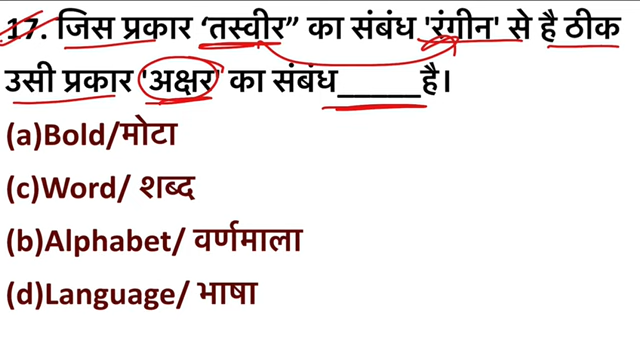 17. जिस प्रकार ‘तस्वीर” का संबंध 'रंगीन' से है ठीक
उसी प्रकार 'अक्षर' का संबंध_____है।
(a)Bold/मोटा
(c)Word/ शब्द
(b)Alphabet/ वर्णमाला
(d)Language/ भाषा